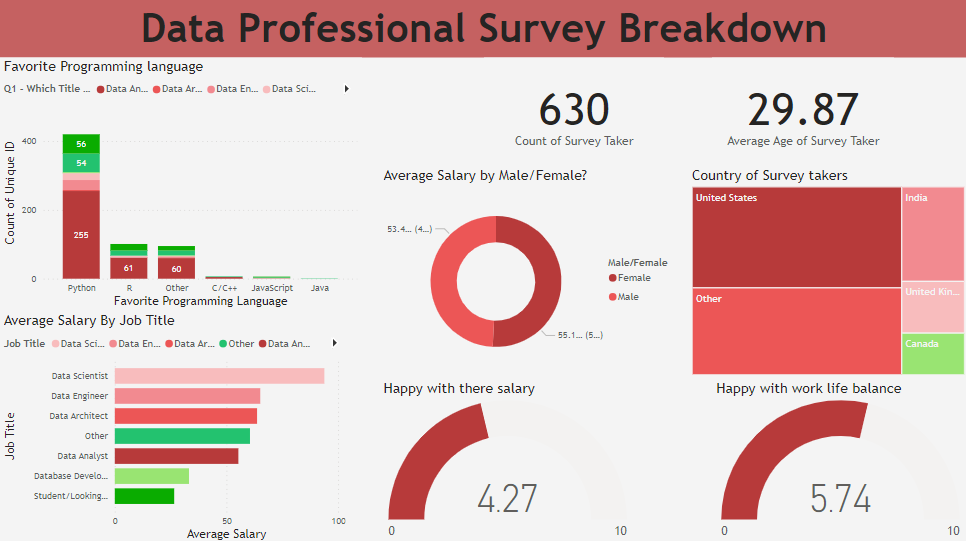 Data Professional Survey Breakdown
Favorite Programming language
Q1 - Which Title ... Data An... Data Ar... Data En... Data Sci...
Count of Unique ID
400
200
0
56
54
255
61
60
Python R Other C/C++ JavaScript Java
Favorite Programming Language
630
Count of Survey Taker
29.87
Average Age of Survey Taker
Average Salary by Male/Female?
53.4... (4...)
55.1... (5...)
Male/Female
Female
Male
Country of Survey takers
United States
India
Other
United Kin...
Canada
Average Salary By Job Title
Job Title Data Sci... Data En... Data Ar... Other Data An...
Job Title
Data Scientist
Data Engineer
Data Architect
Other
Data Analyst
Database Develo...
Student/Looking...
0 50 100
Average Salary
Happy with there salary
4.27
0 10
Happy with work life balance
5.74
0 10